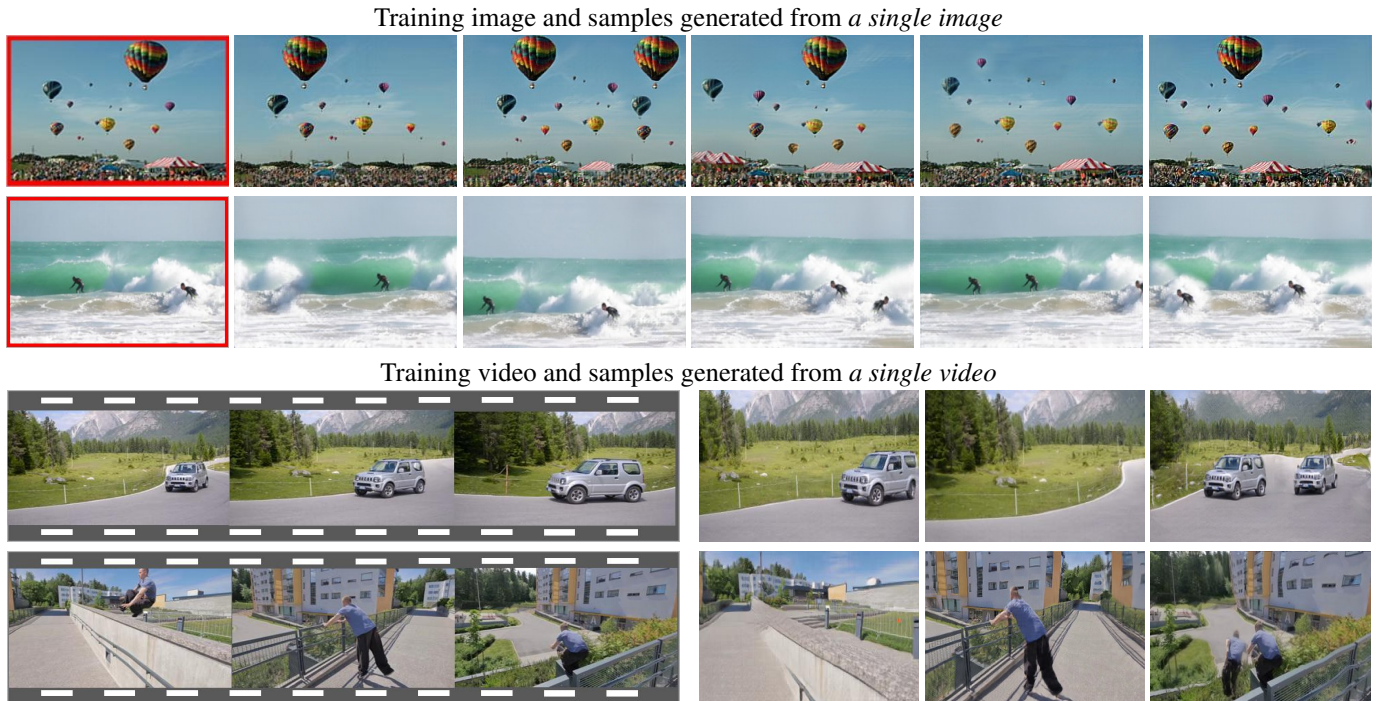 Training image and samples generated from a single image
Training video and samples generated from a single video